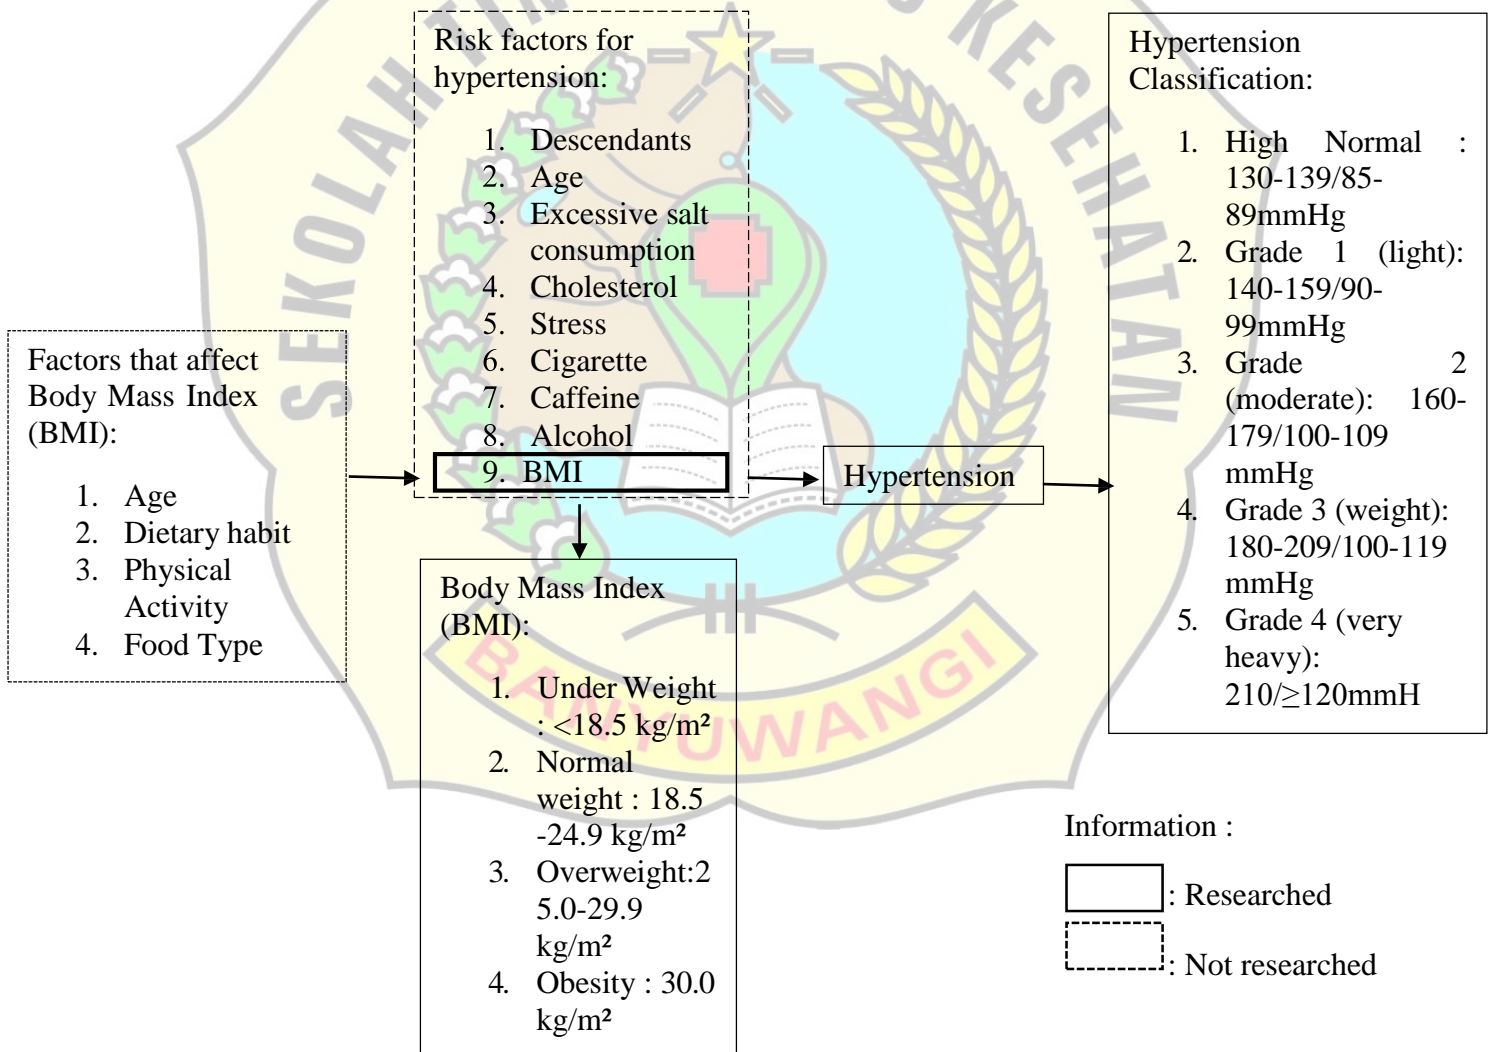 Factors that affect
Body Mass Index
(BMI):
1. Age
2. Dietary habit
3. Physical
Activity
4. Food Type
Risk factors for
hypertension:
1. Descendants
2. Age
3. Excessive salt
consumption
4. Cholesterol
5. Stress
6. Cigarette
7. Caffeine
8. Alcohol
9. BMI
Body Mass Index
(BMI):
1. Under Weight
: <18.5 kg/m²
2. Normal
weight : 18.5
-24.9 kg/m²
3. Overweight:2
5.0-29.9
kg/m²
4. Obesity : 30.0
kg/m²
Hypertension
Hypertension
Classification:
1. High Normal :
130-139/85-
89mmHg
2. Grade 1 (light):
140-159/90-
99mmHg
3. Grade 2
(moderate): 160-
179/100-109
mmHg
4. Grade 3 (weight):
180-209/100-119
mmHg
5. Grade 4 (very
heavy):
210/≥120mmH
Information :
: Researched
: Not researched
SEKOLAH KESEHATAN
BANYUWANGI